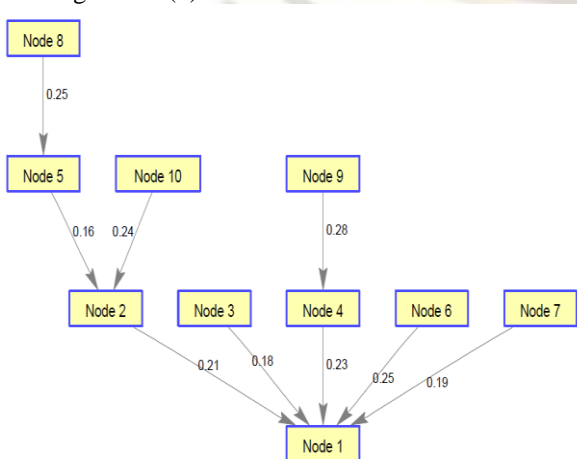 (
Node 8
0.25
Node 5
Node 10
Node 9
0.16
0.24
0.28
Node 2
Node 3
Node 4
Node 6
Node 7
0.21
0.18
0.23
0.25
0.19
Node 1